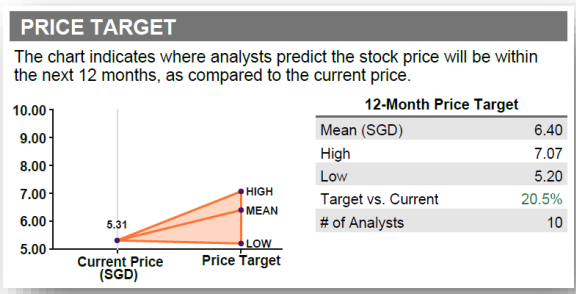 PRICE TARGET
The chart indicates where analysts predict the stock price will be within
the next 12 months, as compared to the current price.
10.00
9.00
8.00
7.00
6.00
5.00
5.31
HIGH
MEAN
LOW
Current Price
(SGD)
Price Target
12-Month Price Target
Mean (SGD) 6.40
High 7.07
Low 5.20
Target vs. Current 20.5%
# of Analysts 10